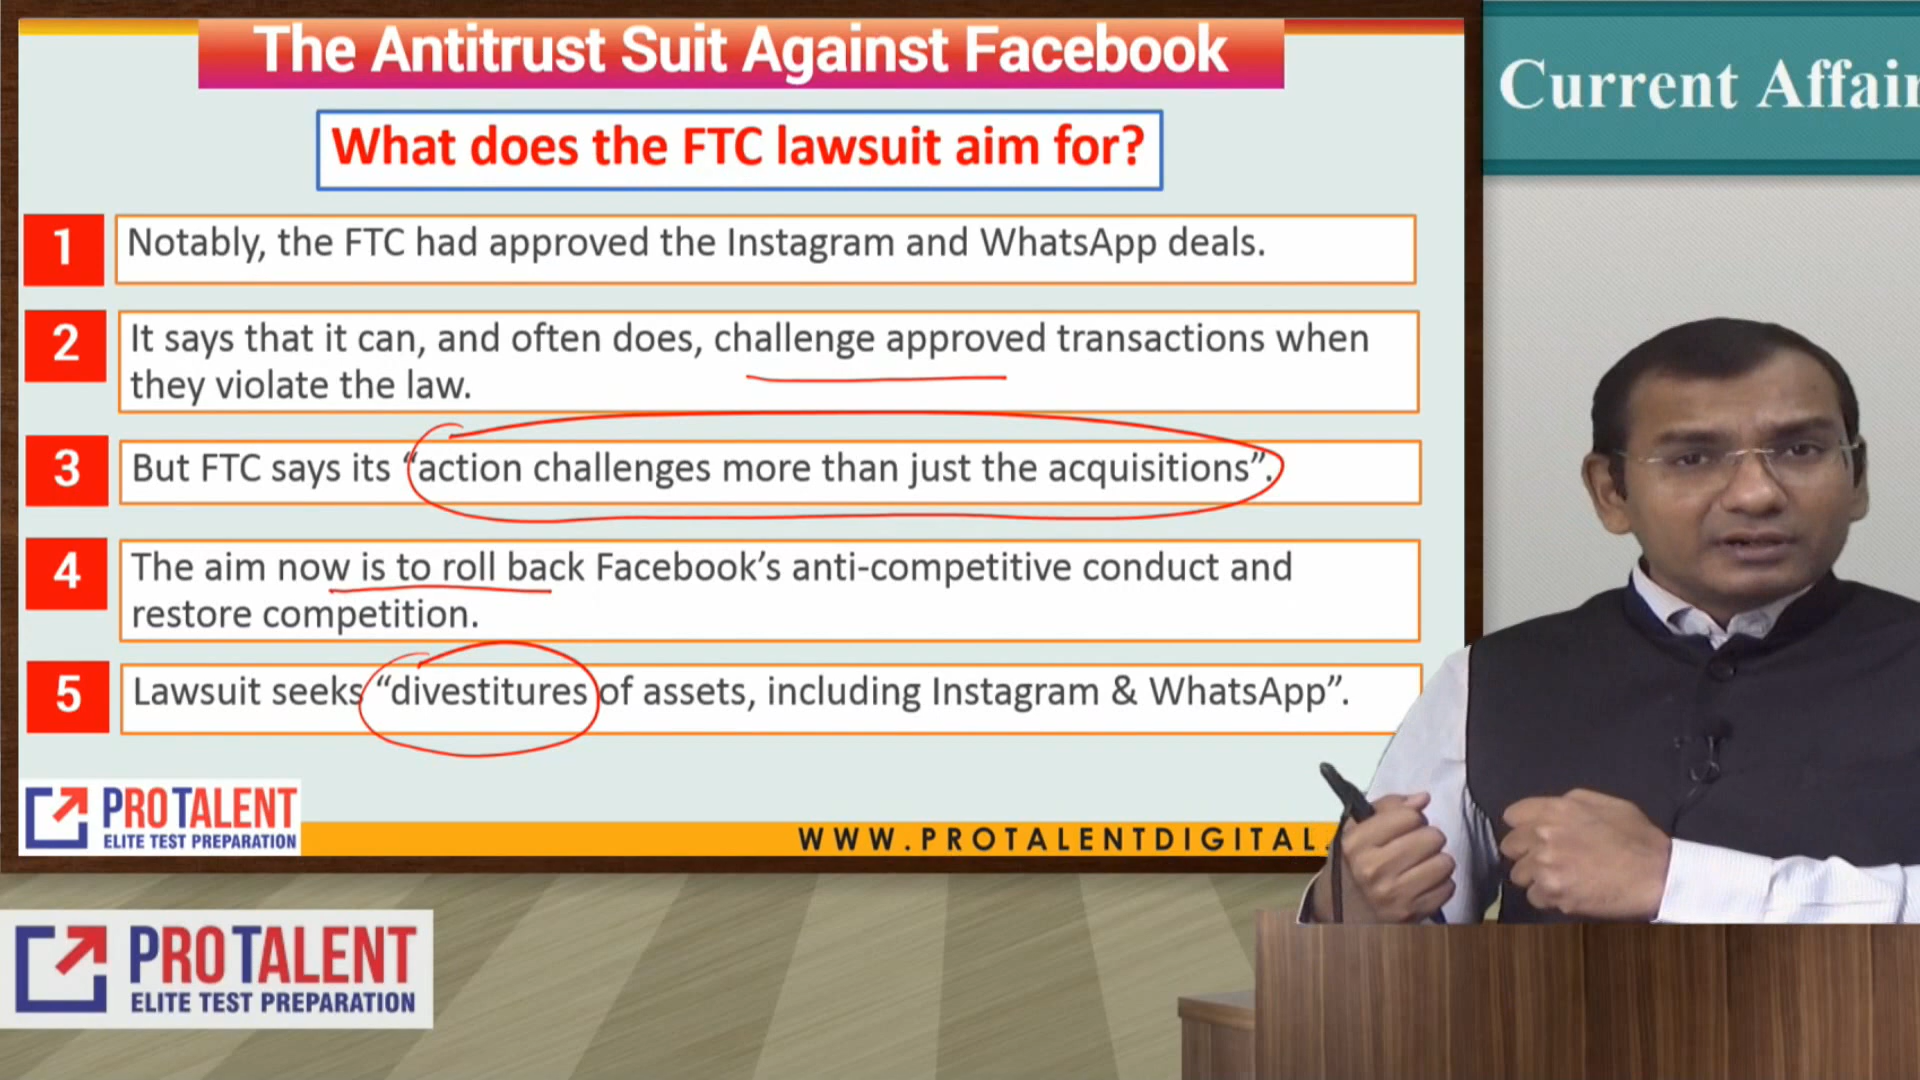 The Antitrust Suit Against Facebook
Current Affair
What does the FTC lawsuit aim for?
1
Notably, the FTC had approved the Instagram and WhatsApp deals.
2
It says that it can, and often does, challenge approved transactions when
they violate the law.
3
But FTC says its “action challenges more than just the acquisitions”.
4
The aim now is to roll back Facebook’s anti-competitive conduct and
restore competition.
5
Lawsuit seeks “divestitures of assets, including Instagram & WhatsApp”.
PROTALENT
ELITE TEST PREPARATION
WWW.PROTALENTDIGITAL.
PROTALENT
ELITE TEST PREPARATION